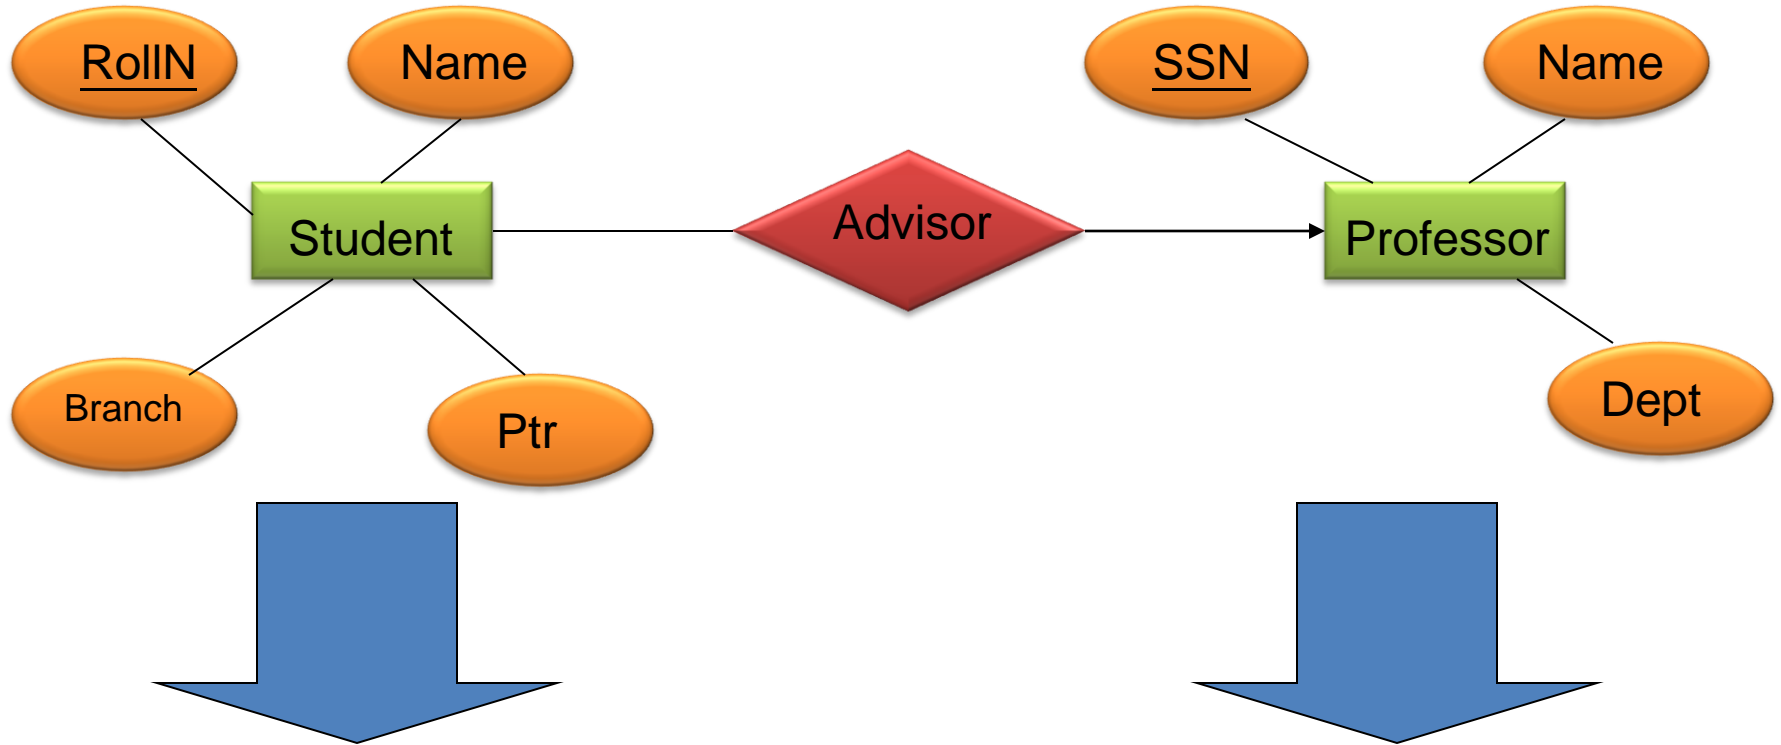 RollN
Name
SSN
Name
Student
Advisor
Professor
Branch
Ptr
Dept